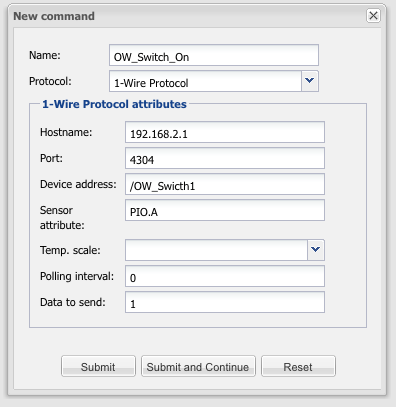 New command
Name: OW_Switch_On
Protocol: 1-Wire Protocol
1-Wire Protocol attributes
Hostname: 192.168.2.1
Port: 4304
Device address: /OW_Swicth1
Sensor attribute: PIO.A
Temp. scale:
Polling interval: 0
Data to send: 1
Submit Submit and Continue Reset